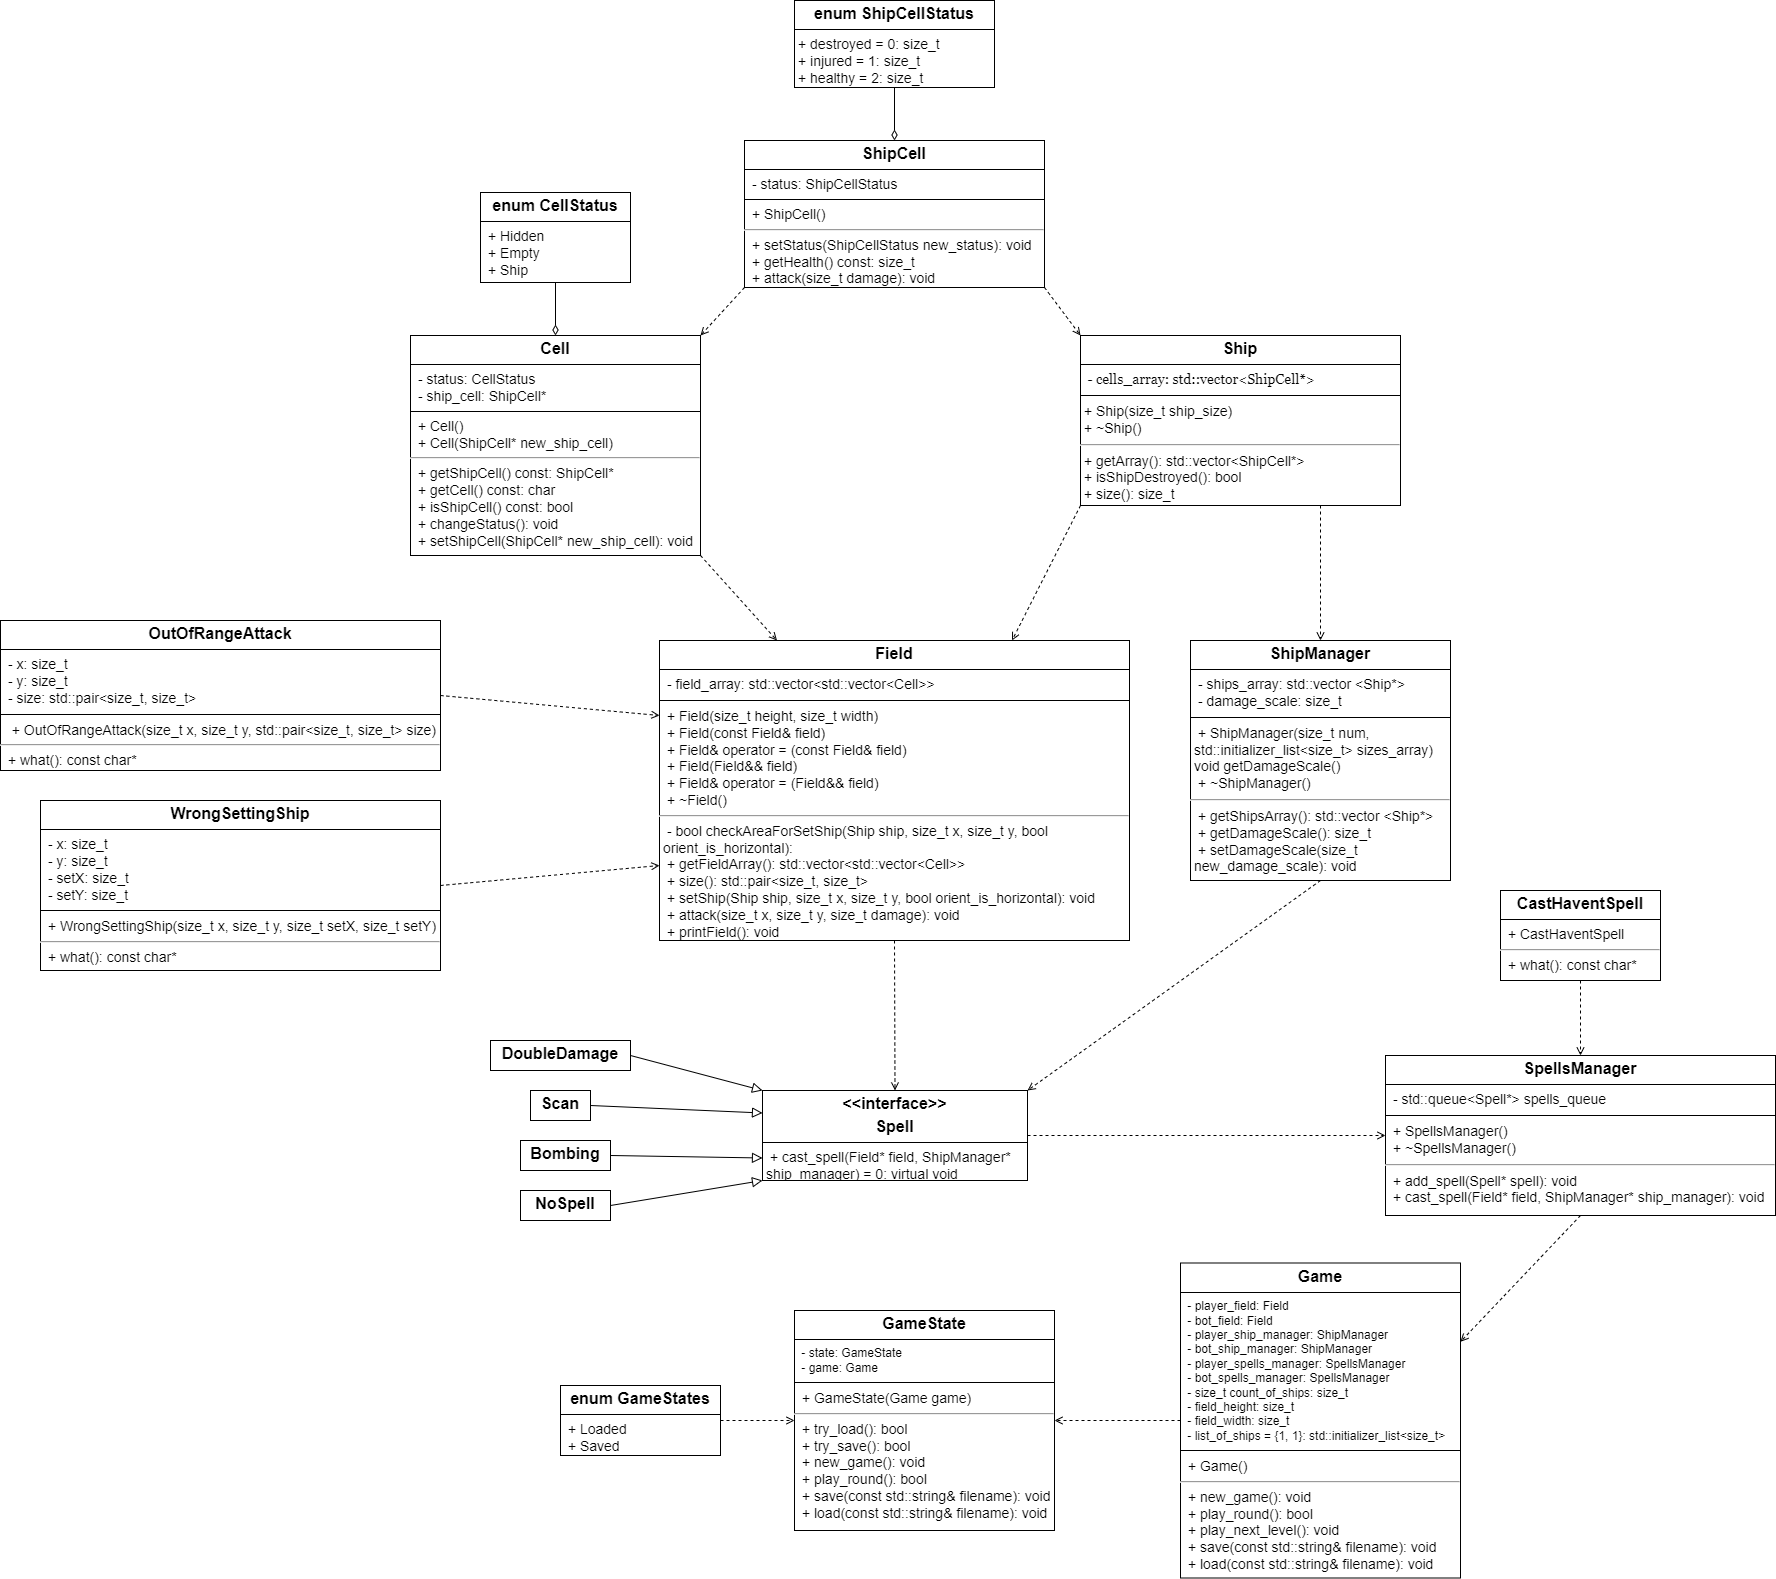 enum ShipCellStatus
+ destroyed = 0: size_t
+ injured = 1: size_t
+ healthy = 2: size_t
ShipCell
- status: ShipCellStatus
+ ShipCell()
+ setStatus(ShipCellStatus new_status): void
+ getHealth() const: size_t
+ attack(size_t damage): void
enum CellStatus
+ Hidden
+ Empty
+ Ship
Cell
- status: CellStatus
- ship_cell: ShipCell*
+ Cell()
+ Cell(ShipCell* new_ship_cell)
+ getShipCell() const: ShipCell*
+ getCell() const: char
+ isShipCell() const: bool
+ changeStatus(): void
+ setShipCell(ShipCell* new_ship_cell): void
Ship
- cells_array: std::vector<ShipCell*>
+ Ship(size_t ship_size)
+ ~Ship()
+ getArray(): std::vector<ShipCell*>
+ isShipDestroyed(): bool
+ size(): size_t
OutOfRangeAttack
- x: size_t
- y: size_t
- size: std::pair<size_t, size_t>
+ OutOfRangeAttack(size_t x, size_t y, std::pair<size_t, size_t> size)
+ what(): const char*
WrongSettingShip
- x: size_t
- y: size_t
- setX: size_t
- setY: size_t
+ WrongSettingShip(size_t x, size_t y, size_t setX, size_t setY)
+ what(): const char*
Field
- field_array: std::vector<std::vector<Cell>>
+ Field(size_t height, size_t width)
+ Field(const Field& field)
+ Field& operator = (const Field& field)
+ Field(Field&& field)
+ Field& operator = (Field&& field)
+ ~Field()
- bool checkAreaForSetShip(Ship ship, size_t x, size_t y, bool
orient_is_horizontal):
+ getFieldArray(): std::vector<std::vector<Cell>>
+ size(): std::pair<size_t, size_t>
+ setShip(Ship ship, size_t x, size_t y, bool orient_is_horizontal): void
+ attack(size_t x, size_t y, size_t damage): void
+ printField(): void
ShipManager
- ships_array: std::vector <Ship*>
- damage_scale: size_t
+ ShipManager(size_t num,
std::initializer_list<size_t> sizes_array)
void getDamageScale()
+ ~ShipManager()
+ getShipsArray(): std::vector <Ship*>
+ getDamageScale(): size_t
+ setDamageScale(size_t
new_damage_scale): void
CastHaventSpell
+ CastHaventSpell
+ what(): const char*
DoubleDamage
Scan
Bombing
NoSpell
<<interface>>
Spell
+ cast_spell(Field* field, ShipManager*
ship_manager) = 0: virtual void
SpellsManager
- std::queue<Spell*> spells_queue
+ SpellsManager()
+ ~SpellsManager()
+ add_spell(Spell* spell): void
+ cast_spell(Field* field, ShipManager* ship_manager): void
enum GameStates
+ Loaded
+ Saved
GameState
- state: GameState
- game: Game
+ GameState(Game game)
+ try_load(): bool
+ try_save(): bool
+ new_game(): void
+ play_round(): bool
+ save(const std::string& filename): void
+ load(const std::string& filename): void
Game
- player_field: Field
- bot_field: Field
- player_ship_manager: ShipManager
- bot_ship_manager: ShipManager
- player_spells_manager: SpellsManager
- bot_spells_manager: SpellsManager
- size_t count_of_ships: size_t
- field_height: size_t
- field_width: size_t
- list_of_ships = {1, 1}: std::initializer_list<size_t>
+ Game()
+ new_game(): void
+ play_round(): bool
+ play_next_level(): void
+ save(const std::string& filename): void
+ load(const std::string& filename): void